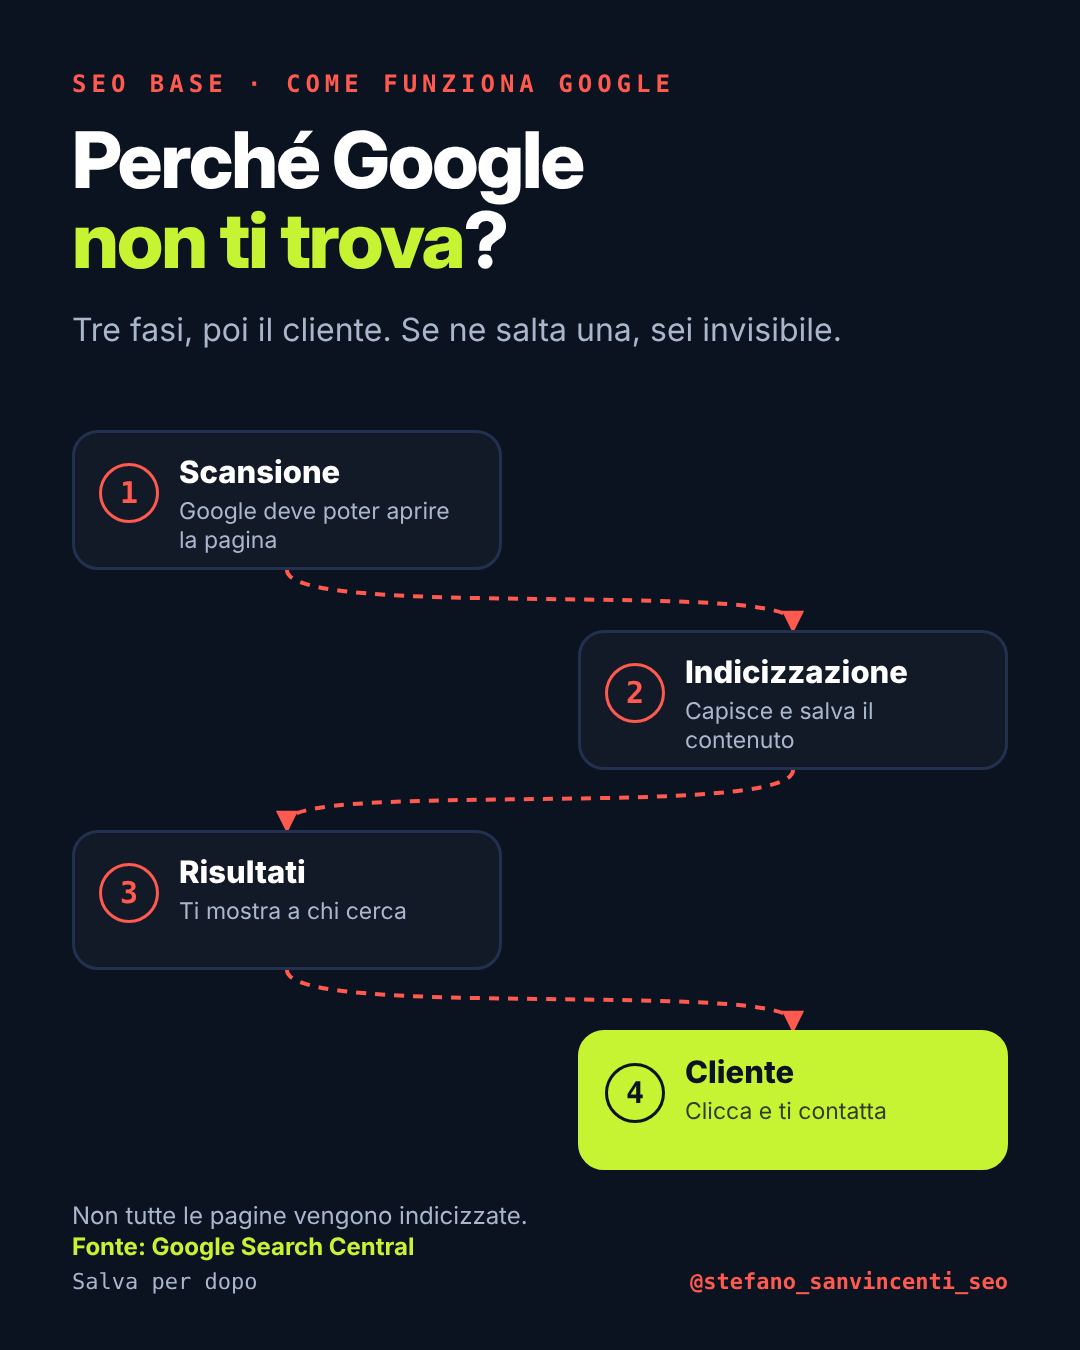 SEO BASE · COME FUNZIONA GOOGLE
Perché Google
non ti trova?
Tre fasi, poi il cliente. Se ne salta una, sei invisibile.
1
Scansione
Google deve poter aprire
la pagina
2
Indicizzazione
Capisce e salva il
contenuto
3
Risultati
Ti mostra a chi cerca
4
Cliente
Clicca e ti contatta
Non tutte le pagine vengono indicizzate.
Fonte: Google Search Central
Salva per dopo
@stefano_sanvincenti_seo